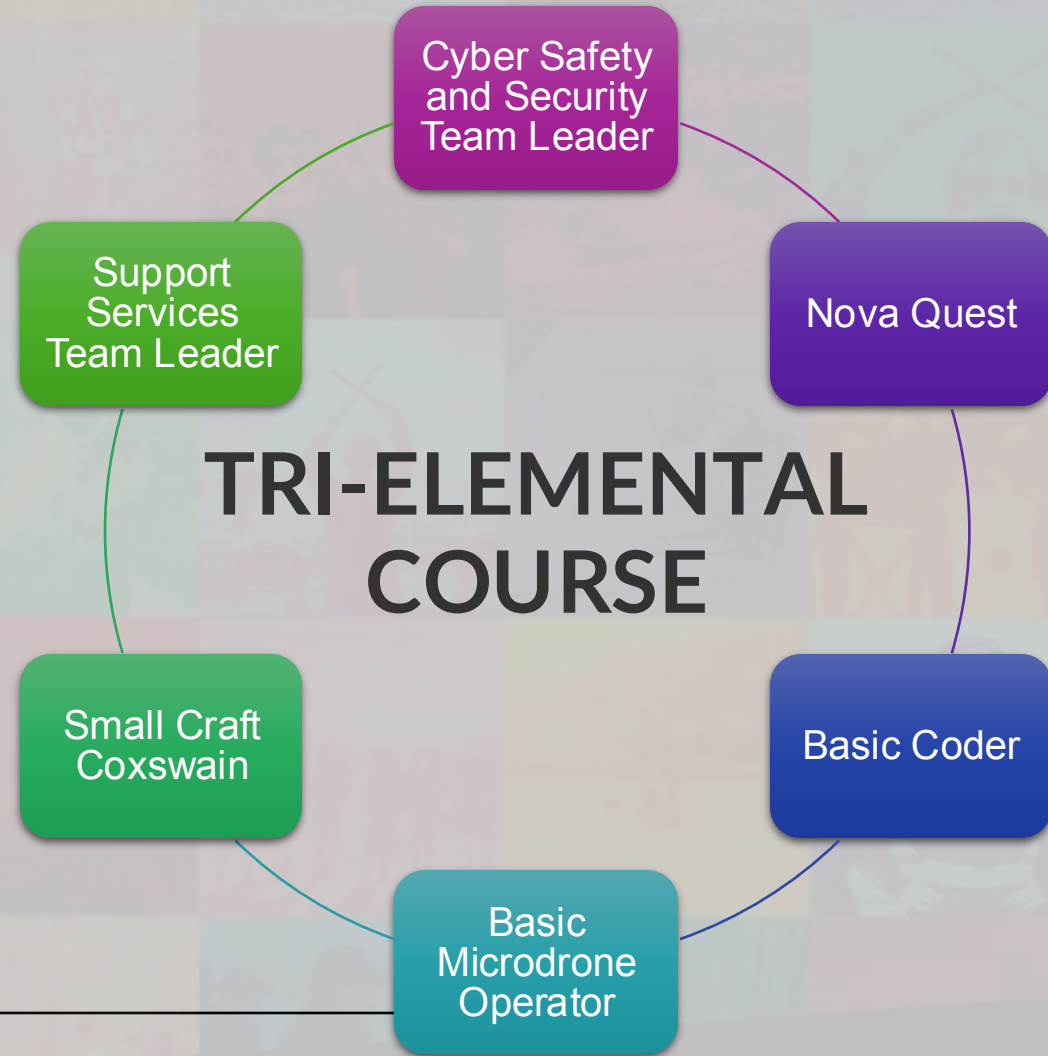 Cyber Safety
and Security
Team Leader
Support
Services
Team Leader
Nova Quest
TRI-ELEMENTAL
COURSE
Small Craft
Coxswain
Basic Coder
Basic
Microdrone
Operator